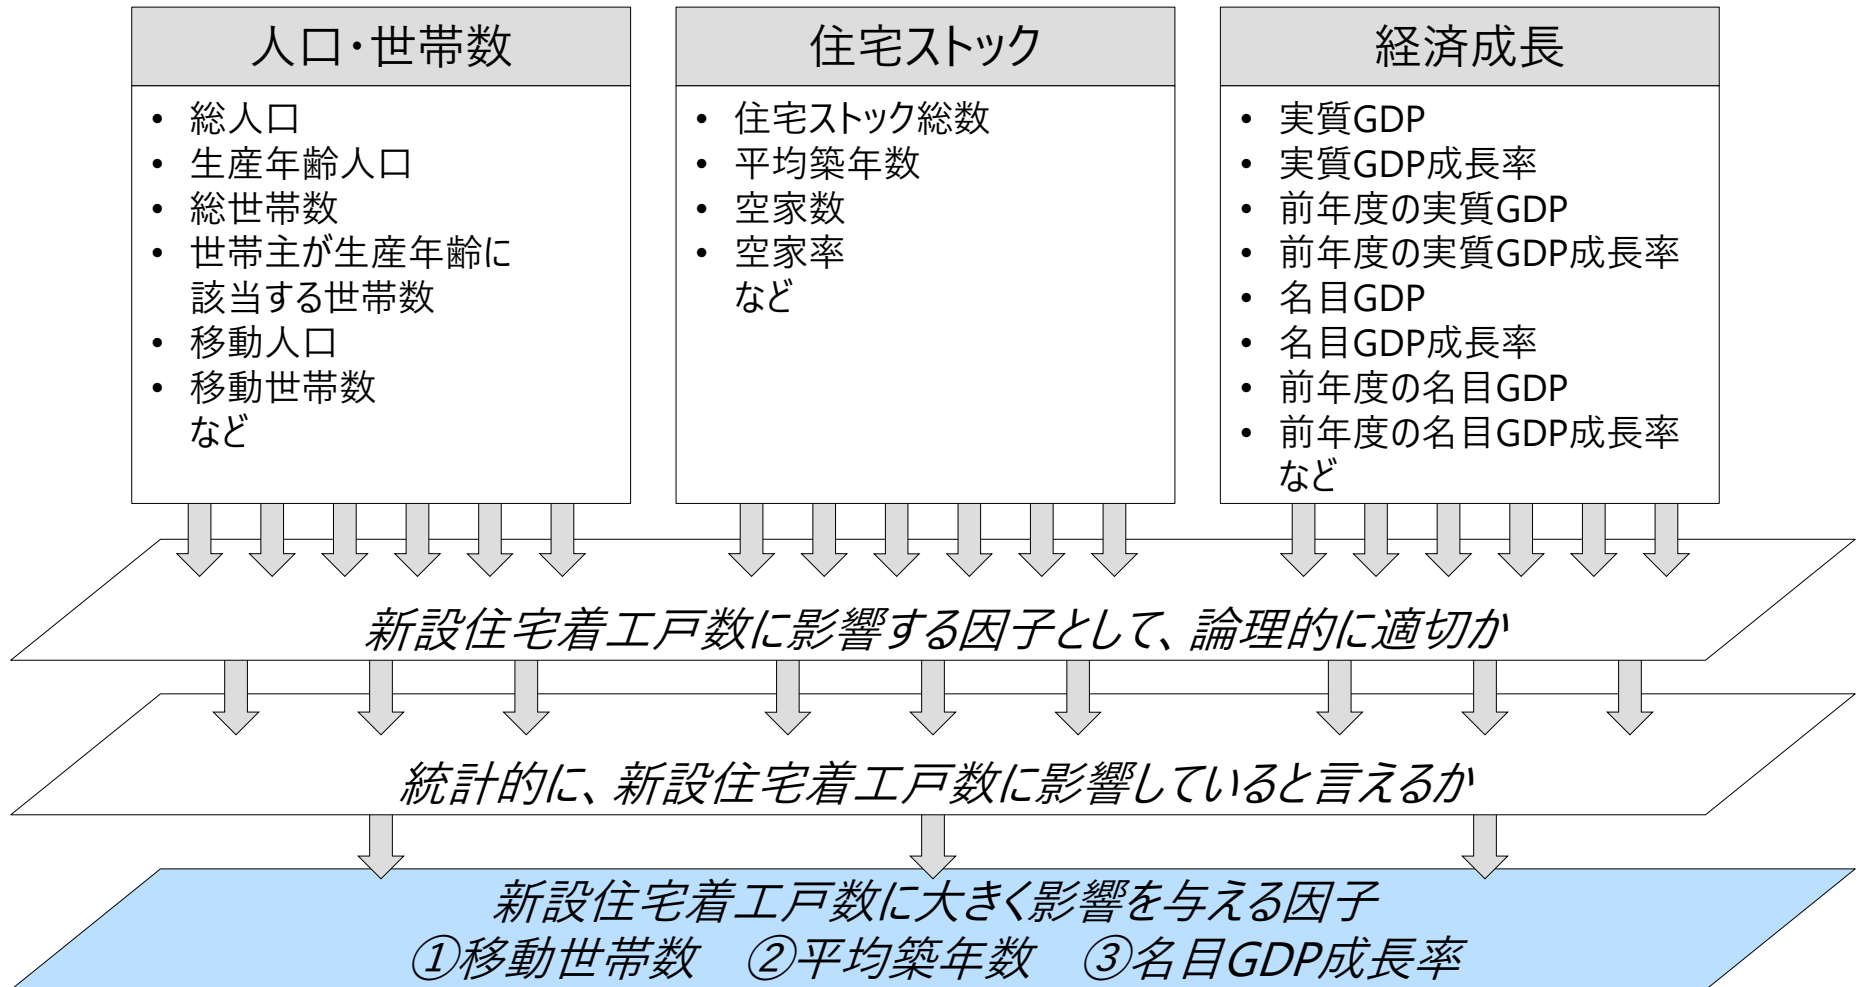 人口・世帯数
• 総人口
• 生産年齢人口
• 総世帯数
• 世帯主が生産年齢に
該当する世帯数
• 移動人口
• 移動世帯数
など
住宅ストック
• 住宅ストック総数
• 平均築年数
• 空家数
• 空家率
など
経済成長
• 実質GDP
• 実質GDP成長率
• 前年度の実質GDP
• 前年度の実質GDP成長率
• 名目GDP
• 名目GDP成長率
• 前年度の名目GDP
• 前年度の名目GDP成長率
など
新設住宅着工戸数に影響する因子として、論理的に適切か
統計的に、新設住宅着工戸数に影響していると言えるか
新設住宅着工戸数に大きく影響を与える因子
①移動世帯数　②平均築年数　③名目GDP成長率